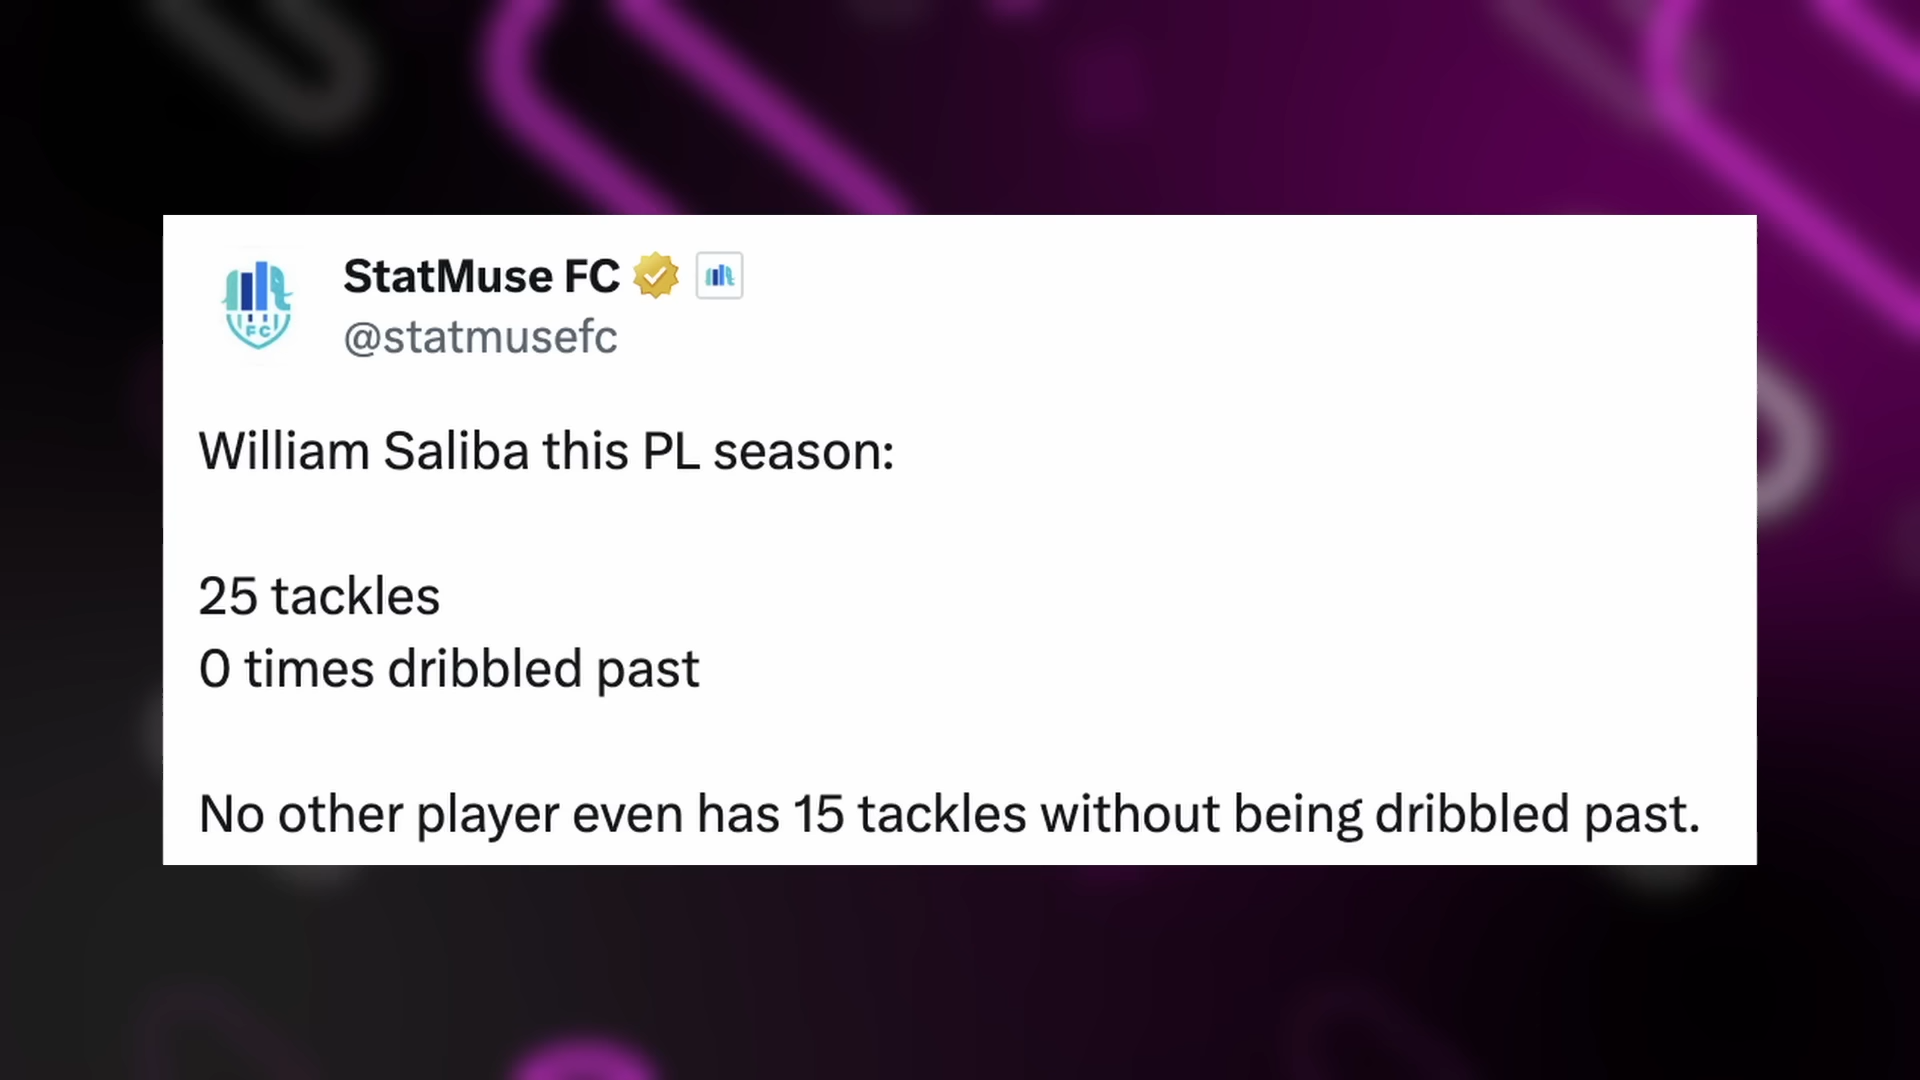 StatMuse FC
@statmusefc
FC
William Saliba this PL season:
25 tackles
0 times dribbled past
No other player even has 15 tackles without being dribbled past.